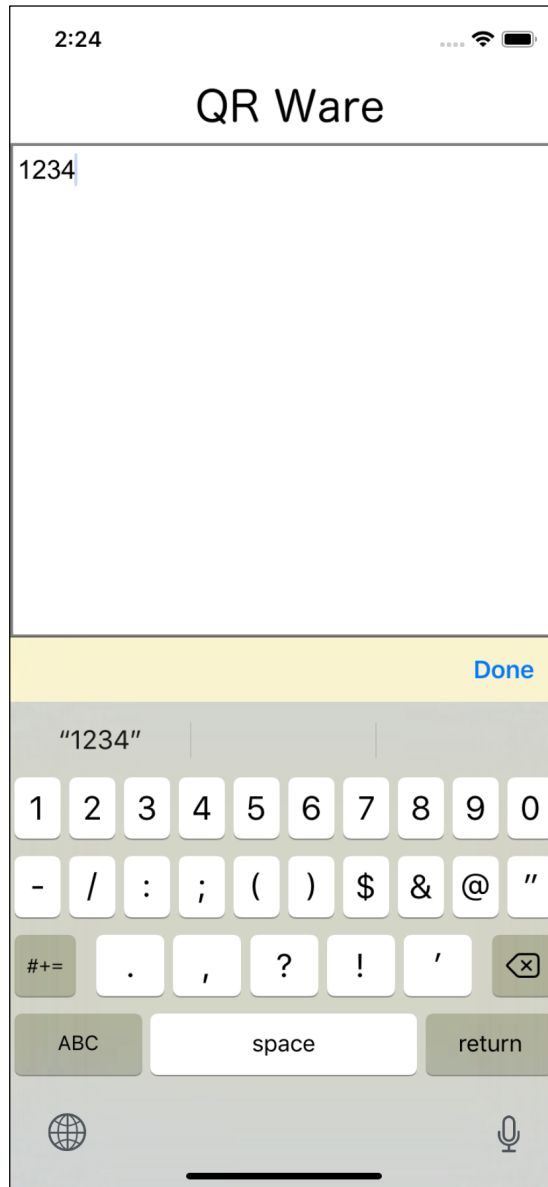 2:24
QR Ware
1234
Done
“1234”
1 2 3 4 5 6 7 8 9 0
- / : ; ( ) $ & @ "
#+= . , ? ! ’
ABC space return